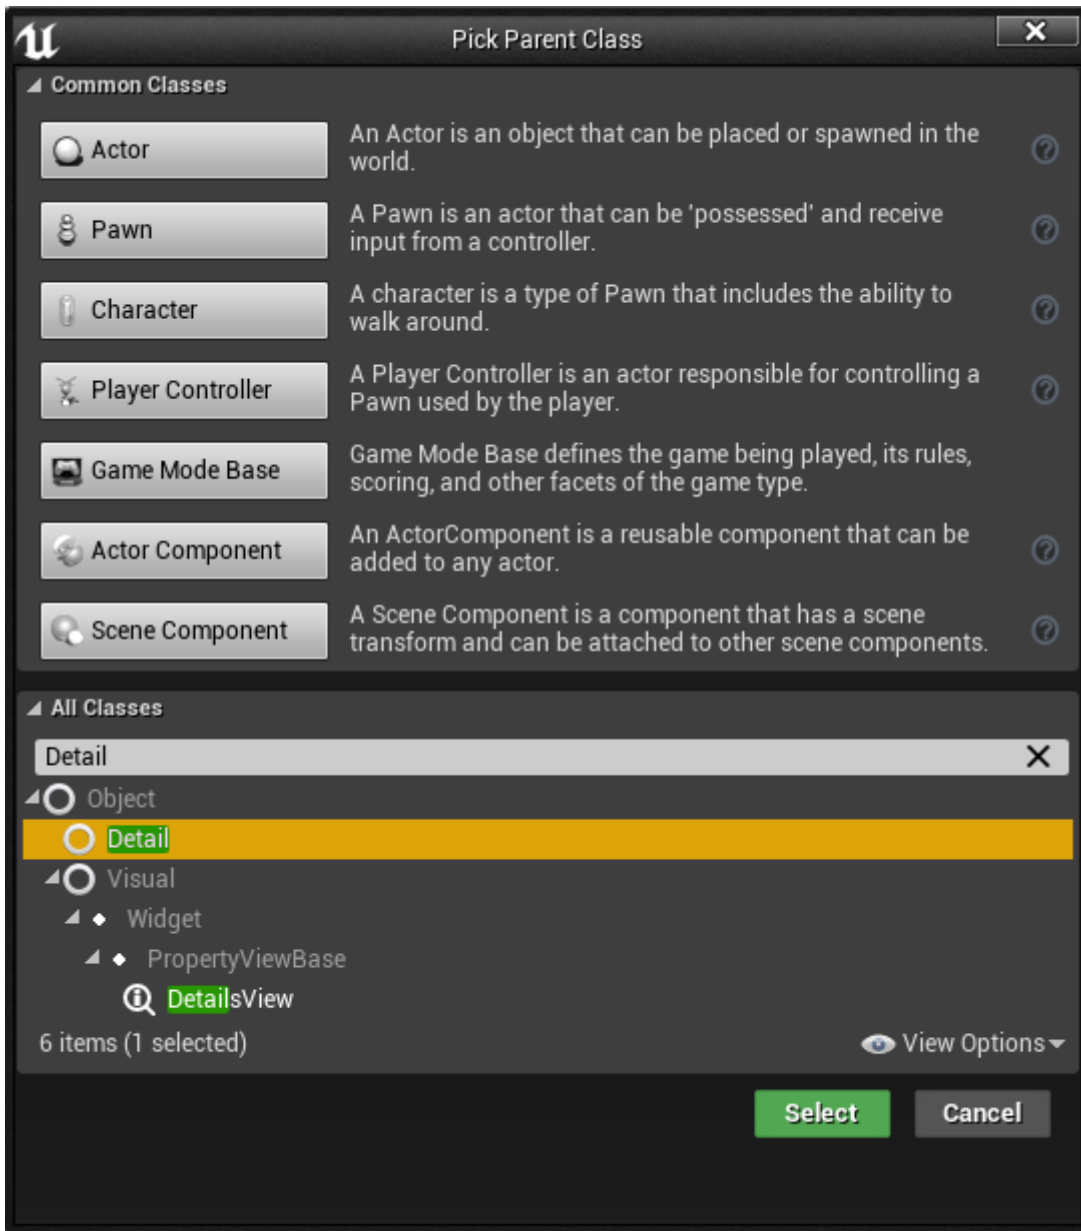 Pick Parent Class
Common Classes
Actor
An Actor is an object that can be placed or spawned in the
world.
Pawn
A Pawn is an actor that can be 'possessed' and receive
input from a controller.
Character
A character is a type of Pawn that includes the ability to
walk around.
Player Controller
A Player Controller is an actor responsible for controlling a
Pawn used by the player.
Game Mode Base
Game Mode Base defines the game being played, its rules,
scoring, and other facets of the game type.
Actor Component
An ActorComponent is a reusable component that can be
added to any actor.
Scene Component
A Scene Component is a component that has a scene
transform and can be attached to other scene components.
All Classes
Detail
Object
Detail
Visual
Widget
PropertyViewBase
DetailsView
6 items (1 selected)
View Options
Select
Cancel